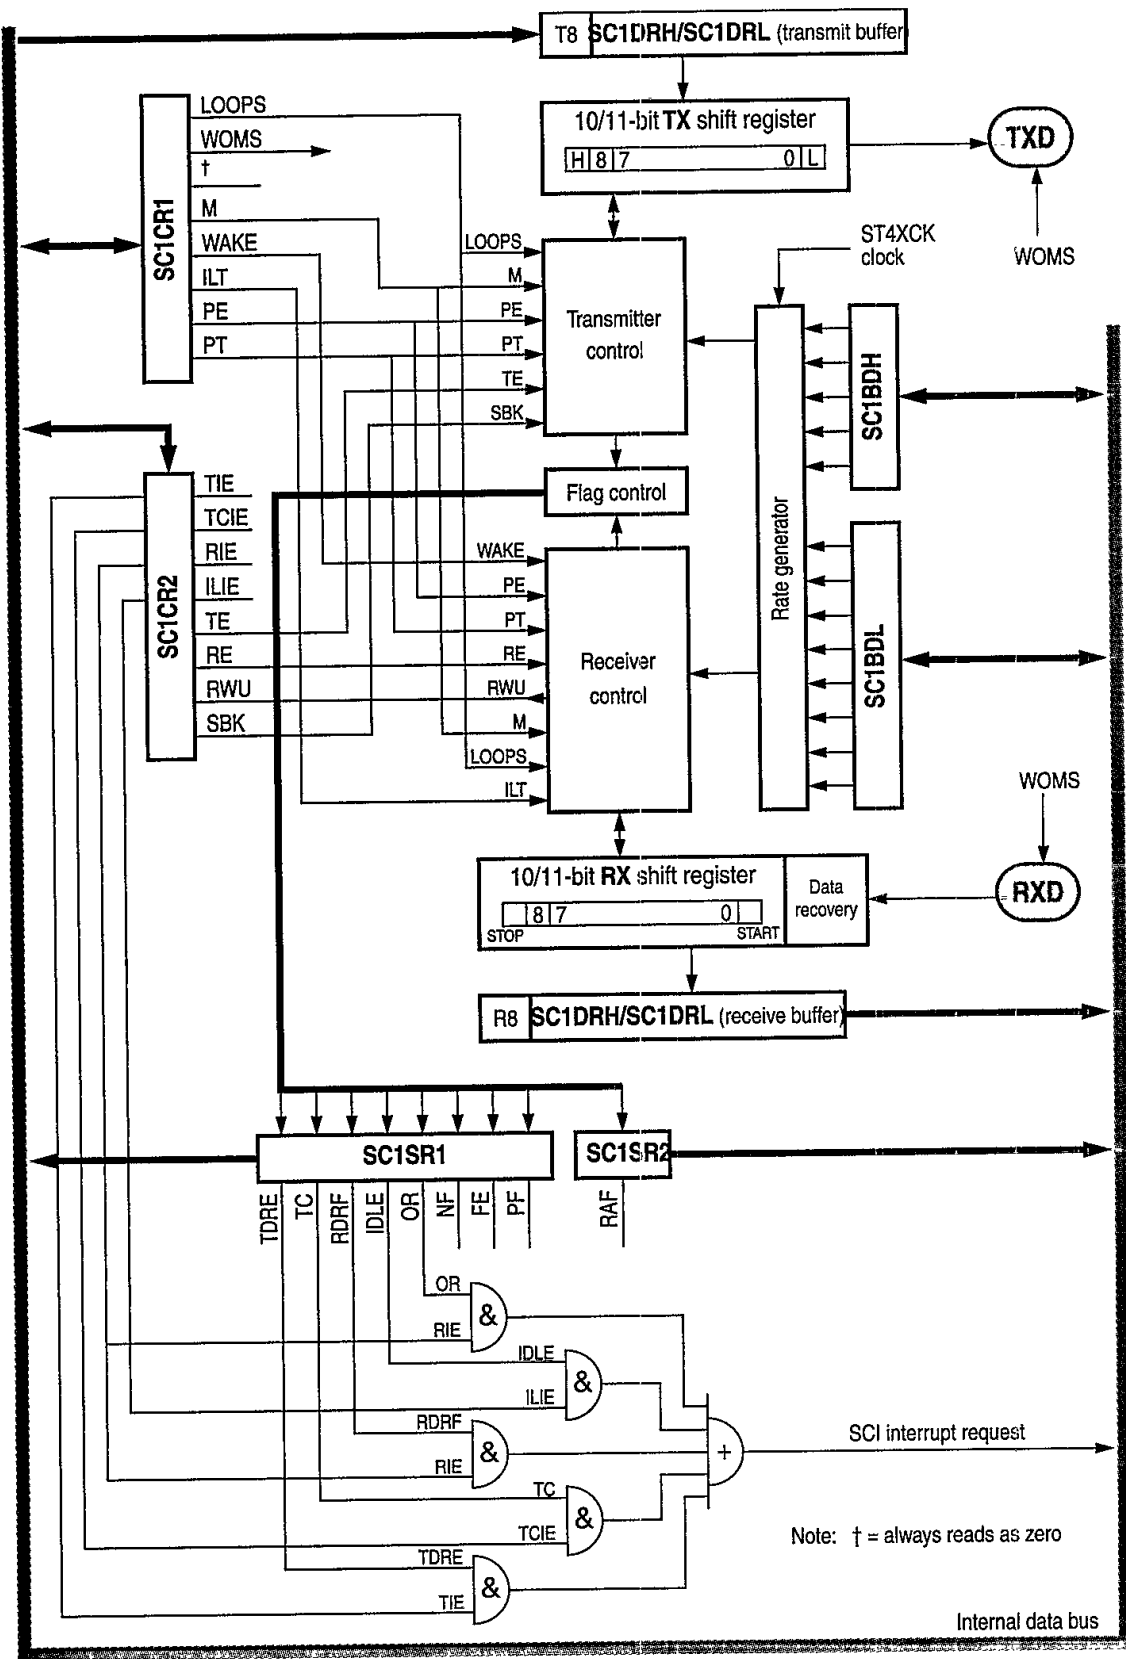 T8 SC1DRH/SC1DRL (transmit buffer)
10/11-bit TX shift register
H 8 7 0 L
TXD
WOMS
ST4XCK
clock
SC1CR1
LOOPS
WOMS
†
M
WAKE
ILT
PE
PT
LOOPS
M
PE
PT
TE
SBK
Transmitter
control
Rate generator
SC1BDH
SC1BDL
SC1CR2
TIE
TCIE
RIE
ILIE
TE
RE
RWU
SBK
Flag control
WAKE
PE
PT
RE
RWU
M
LOOPS
ILT
Receiver
control
WOMS
RXD
10/11-bit RX shift register
8 7 0
STOP START
Data
recovery
R8 SC1DRH/SC1DRL (receive buffer)
SC1SR1
SC1SR2
TDRE
TC
RDRF
IDLE
OR
NF
FE
PF
RAF
OR
&
RIE
IDLE
&
ILIE
RDRF
&
RIE
TC
&
TCIE
TDRE
&
TIE
+
SCI interrupt request
Note: † = always reads as zero
Internal data bus